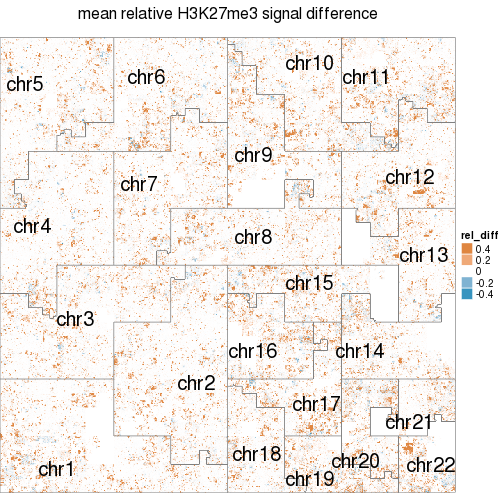 mean relative H3K27me3 signal difference
chr10
chr5
chr6
chr11
chr9
chr7
chr12
chr4
chr8
chr13
rel_diff
0.4
0.2
0
-0.2
-0.4
chr15
chr3
chr16
chr14
chr2
chr17
chr21
chr1
chr18
chr20
chr22
chr19